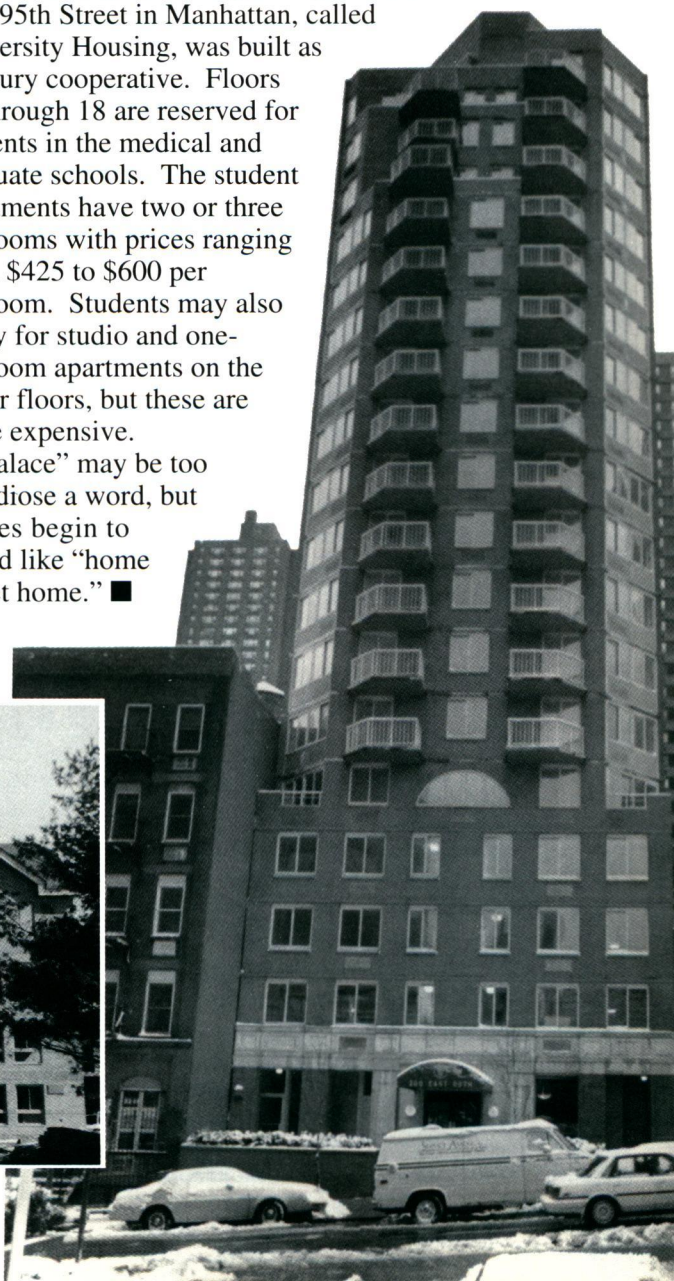 95th Street in Manhattan, called
ersity Housing, was built as
ury cooperative. Floors
rough 18 are reserved for
ents in the medical and
uate schools. The student
ments have two or three
ooms with prices ranging
$425 to $600 per
oom. Students may also
y for studio and one-
oom apartments on the
r floors, but these are
e expensive.
alace” may be too
diose a word, but
es begin to
d like “home
t home.” ■
EAST